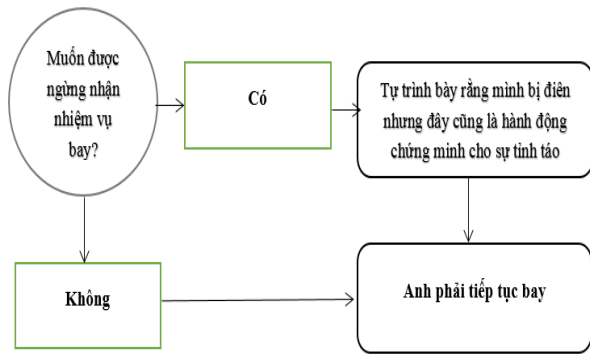 Muốn được
ngừng nhận
nhiệm vụ
bay?
Có
Tự trình bày rằng mình bị điên
nhưng đây cũng là hành động
chứng minh cho sự tỉnh táo
Không
Anh phải tiếp tục bay